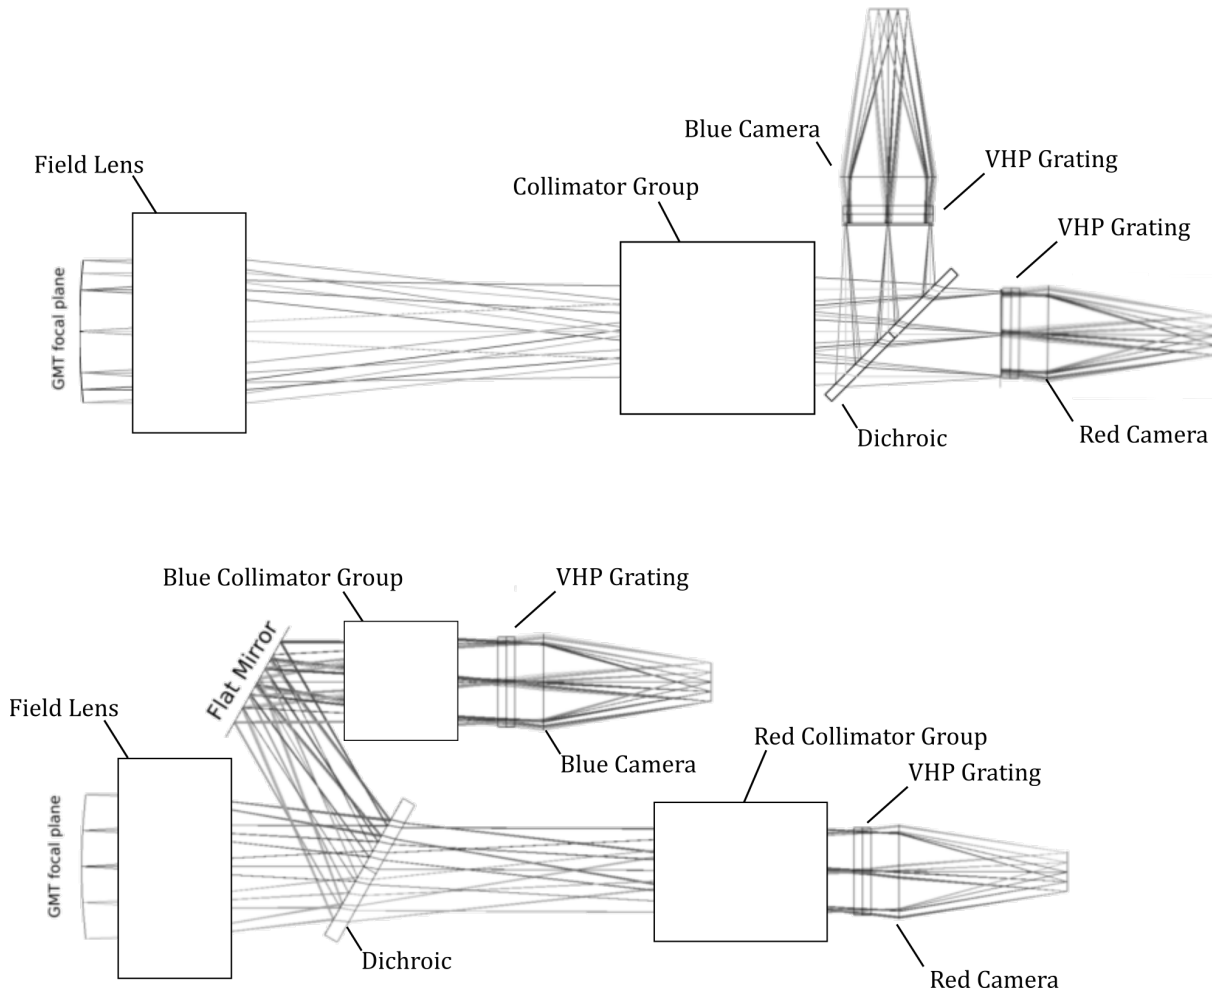 Blue Camera
VHP Grating
Field Lens
Collimator Group
VHP Grating
GMT focal plane
Dichroic
Red Camera
Blue Collimator Group
VHP Grating
Flat Mirror
Field Lens
Red Collimator Group
Blue Camera
VHP Grating
GMT focal plane
Dichroic
Red Camera